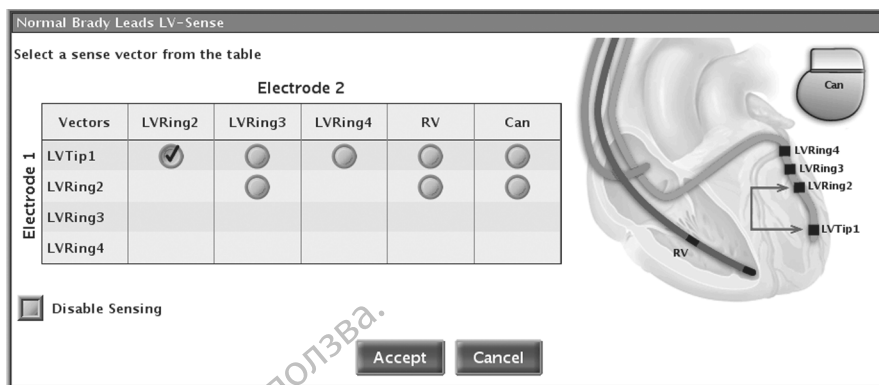 Normal Brady Leads LV-Sense
Select a sense vector from the table
Electrode 2
Electrode 1
Vectors LVRing2 LVRing3 LVRing4 RV Can
LVTip1
LVRing2
LVRing3
LVRing4
Can
LVRing4
LVRing3
LVRing2
LVTip1
RV
Disable Sensing
Accept Cancel